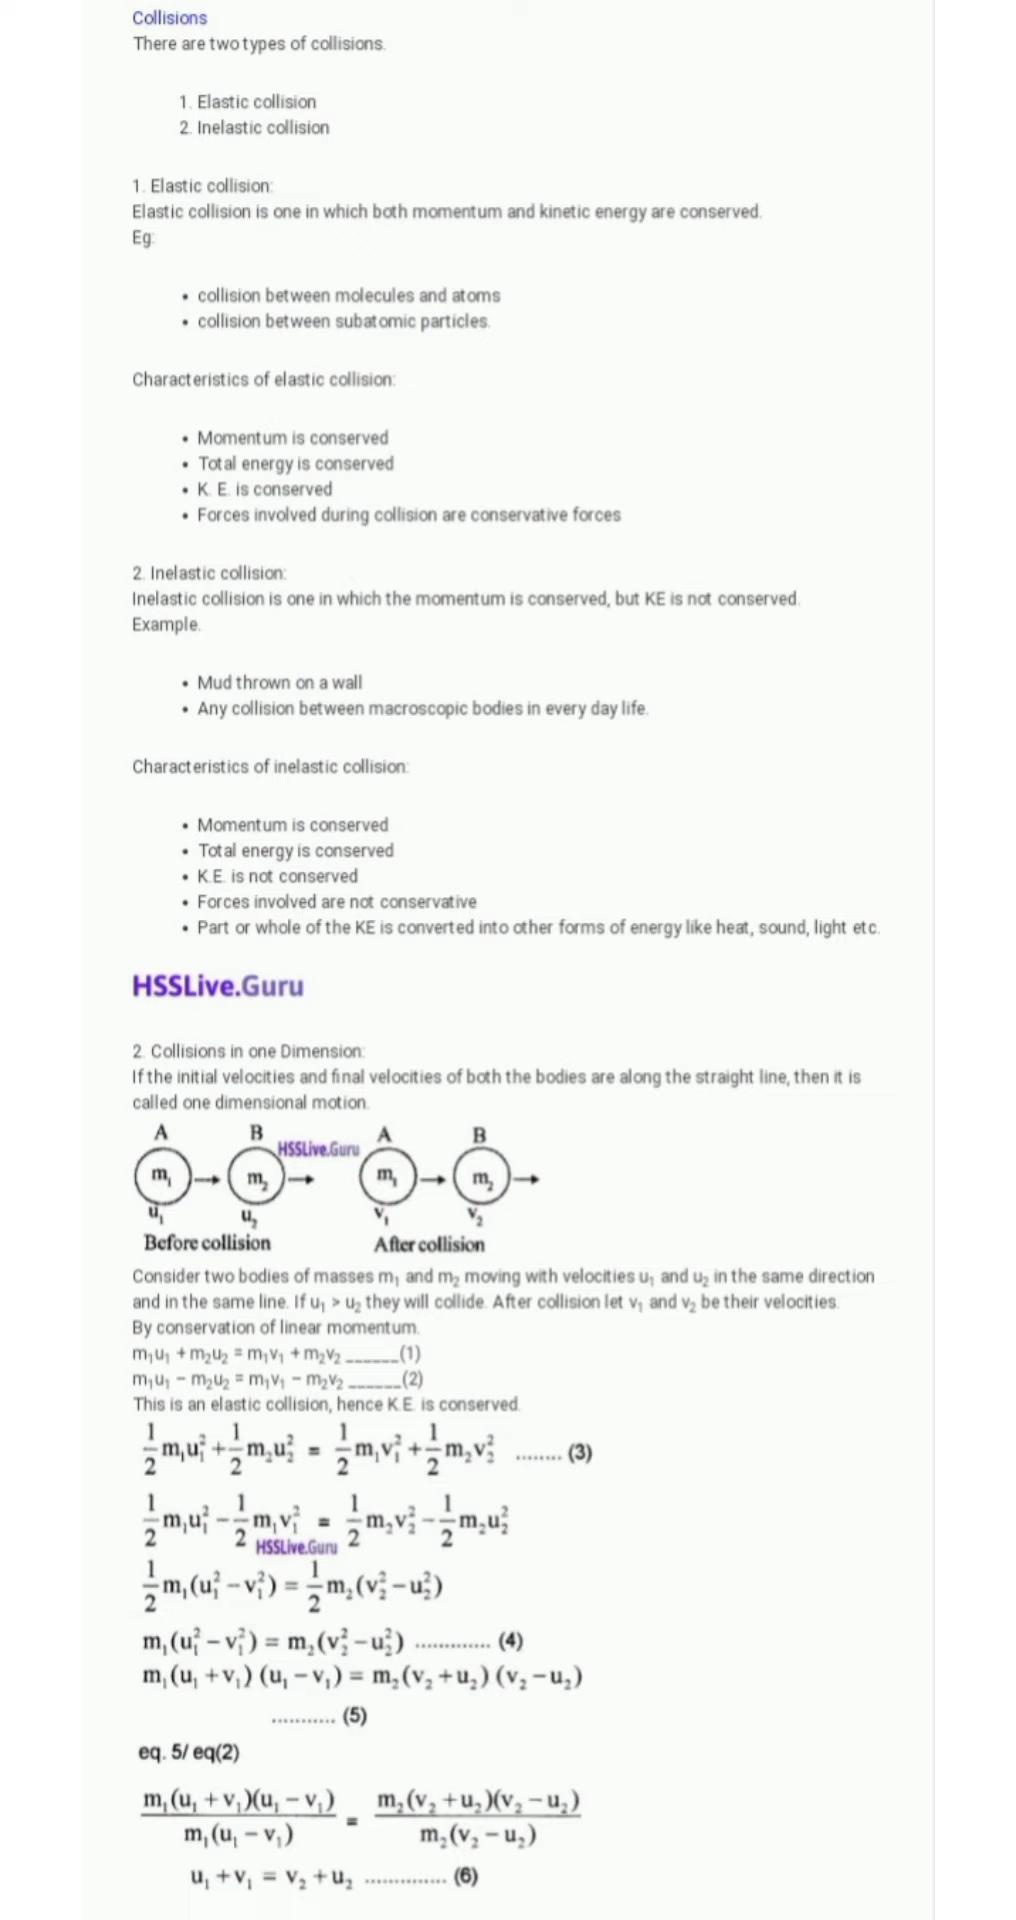 Collisions
There are two types of collisions.
1. Elastic collision
2. Inelastic collision
1. Elastic collision:
Elastic collision is one in which both momentum and kinetic energy are conserved.
Eg:
• collision between molecules and atoms
• collision between subatomic particles.
Characteristics of elastic collision:
• Momentum is conserved
• Total energy is conserved
• K. E. is conserved
• Forces involved during collision are conservative forces
2. Inelastic collision:
Inelastic collision is one in which the momentum is conserved, but KE is not conserved.
Example.
• Mud thrown on a wall
• Any collision between macroscopic bodies in every day life.
Characteristics of inelastic collision:
• Momentum is conserved
• Total energy is conserved
• K.E. is not conserved
• Forces involved are not conservative
• Part or whole of the KE is converted into other forms of energy like heat, sound, light etc.
HSSLive.Guru
2. Collisions in one Dimension:
If the initial velocities and final velocities of both the bodies are along the straight line, then it is
called one dimensional motion.
A B A B
HSSLive.Guru
m₁ m₂ m₁ m₂
u₁ u₂ v₁ v₂
Before collision After collision
Consider two bodies of masses m₁ and m₂ moving with velocities u₁ and u₂ in the same direction
and in the same line. If u₁ > u₂ they will collide. After collision let v₁ and v₂ be their velocities.
By conservation of linear momentum.
m₁u₁ + m₂u₂ = m₁v₁ + m₂v₂ ______(1)
m₁u₁ − m₂u₂ = m₁v₁ − m₂v₂ ______(2)
This is an elastic collision, hence K.E. is conserved.
1/2 m₁u₁² + 1/2 m₂u₂² = 1/2 m₁v₁² + 1/2 m₂v₂² ........ (3)
1/2 m₁u₁² − 1/2 m₁v₁² = 1/2 m₂v₂² − 1/2 m₂u₂²
HSSLive.Guru
1/2 m₁(u₁² − v₁²) = 1/2 m₂(v₂² − u₂²)
m₁(u₁² − v₁²) = m₂(v₂² − u₂²) ............. (4)
m₁(u₁ + v₁) (u₁ − v₁) = m₂(v₂ + u₂) (v₂ − u₂)
........... (5)
eq. 5/ eq(2)
m₁(u₁ + v₁)(u₁ − v₁) / m₁(u₁ − v₁) = m₂(v₂ + u₂)(v₂ − u₂) / m₂(v₂ − u₂)
u₁ + v₁ = v₂ + u₂ .............. (6)